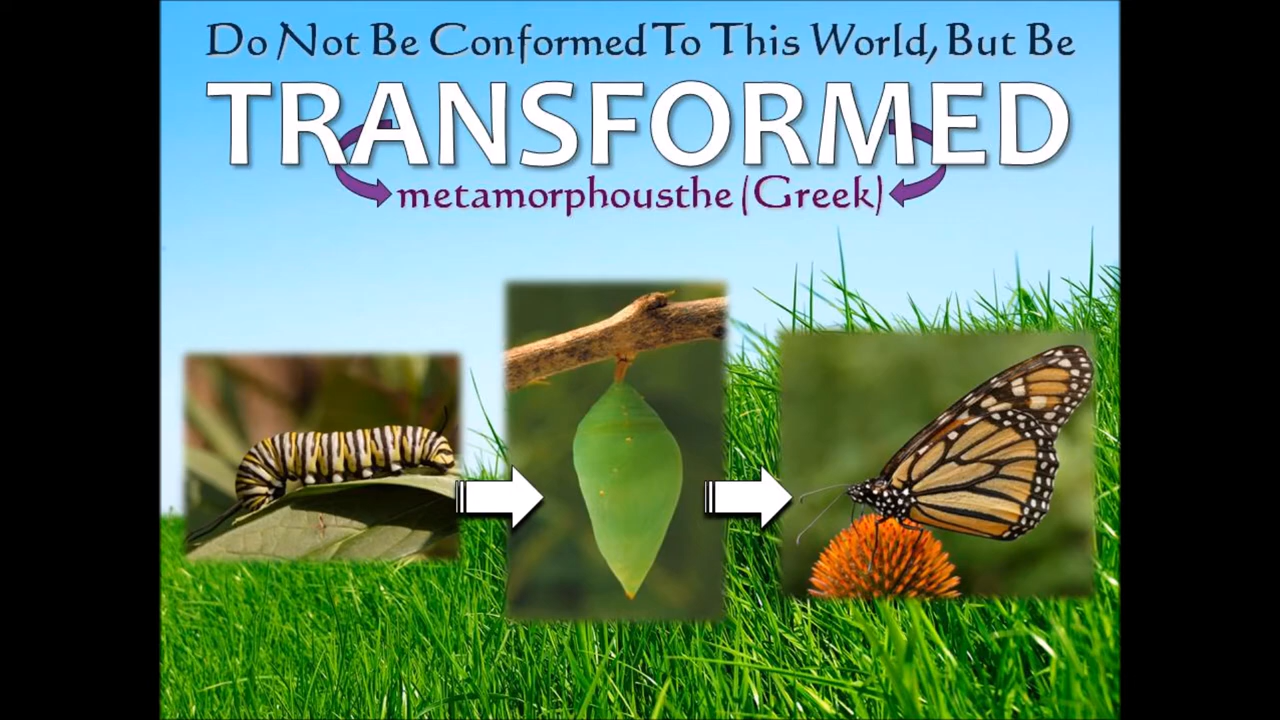 Do Not Be Conformed To This World, But Be
TRANSFORMED
metamorphousthe (Greek)